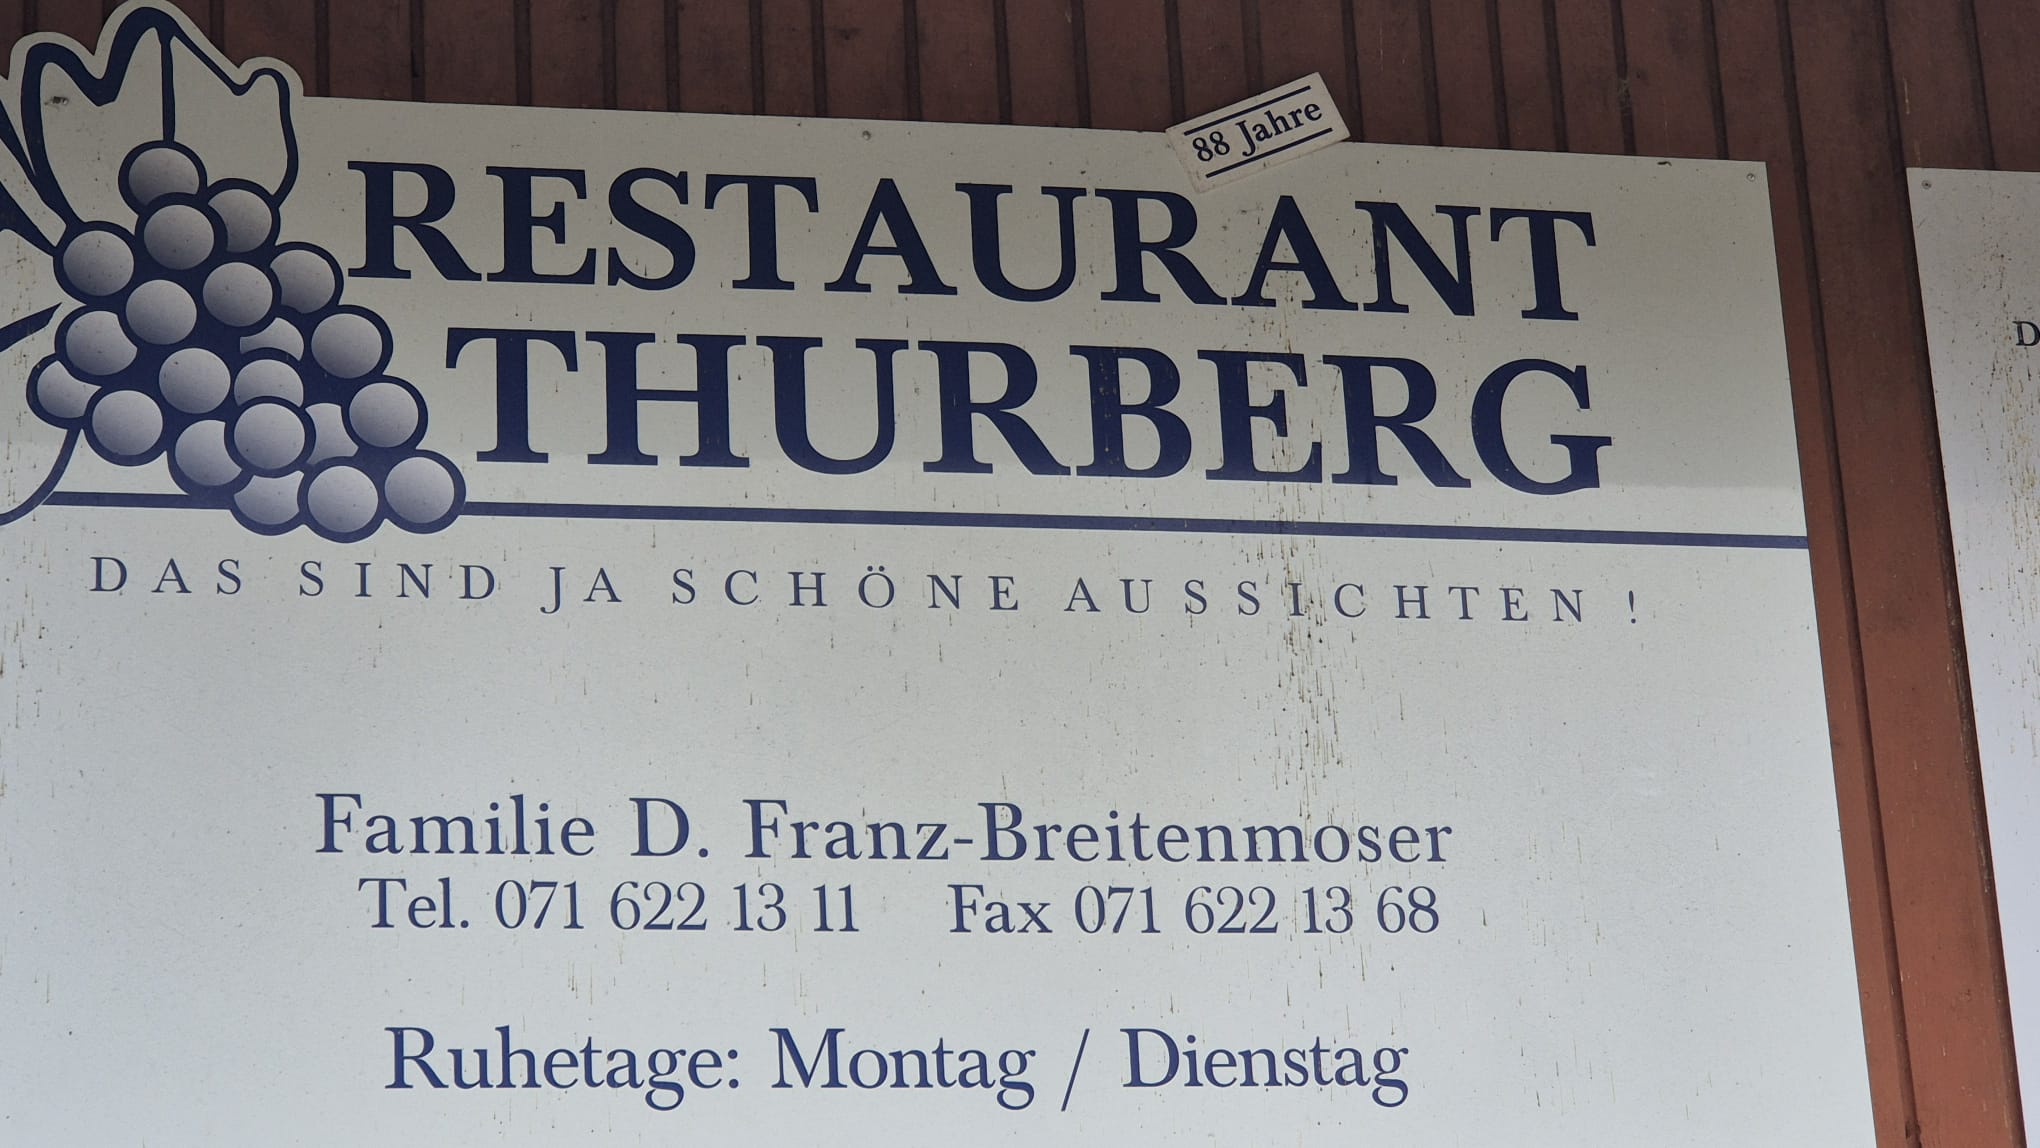 88 Jahre
RESTAURANT
THURBERG
DAS SIND JA SCHÖNE AUSSICHTEN !
Familie D. Franz-Breitenmoser
Tel. 071 622 13 11 Fax 071 622 13 68
Ruhetage: Montag / Dienstag